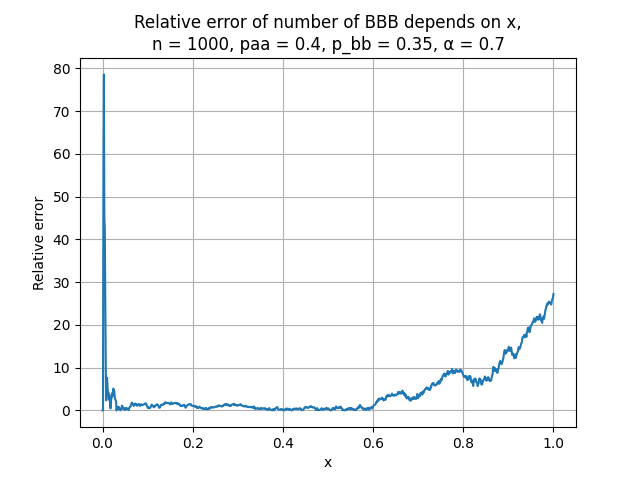 Relative error of number of BBB depends on x,
n = 1000, paa = 0.4, p_bb = 0.35, α = 0.7
80
70
60
50
40
30
20
10
0
Relative error
0.0 0.2 0.4 0.6 0.8 1.0
x